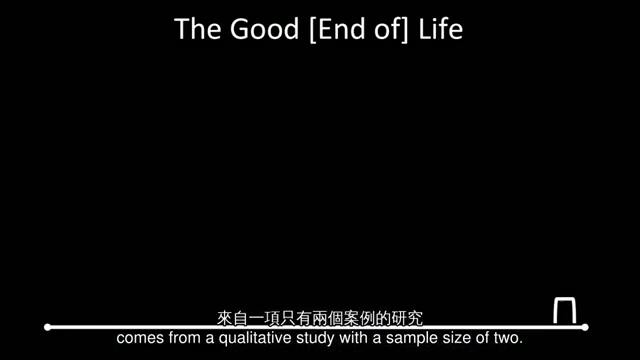 The Good [End of] Life
來自一項只有兩個案例的研究
comes from a qualitative study with a sample size of two.